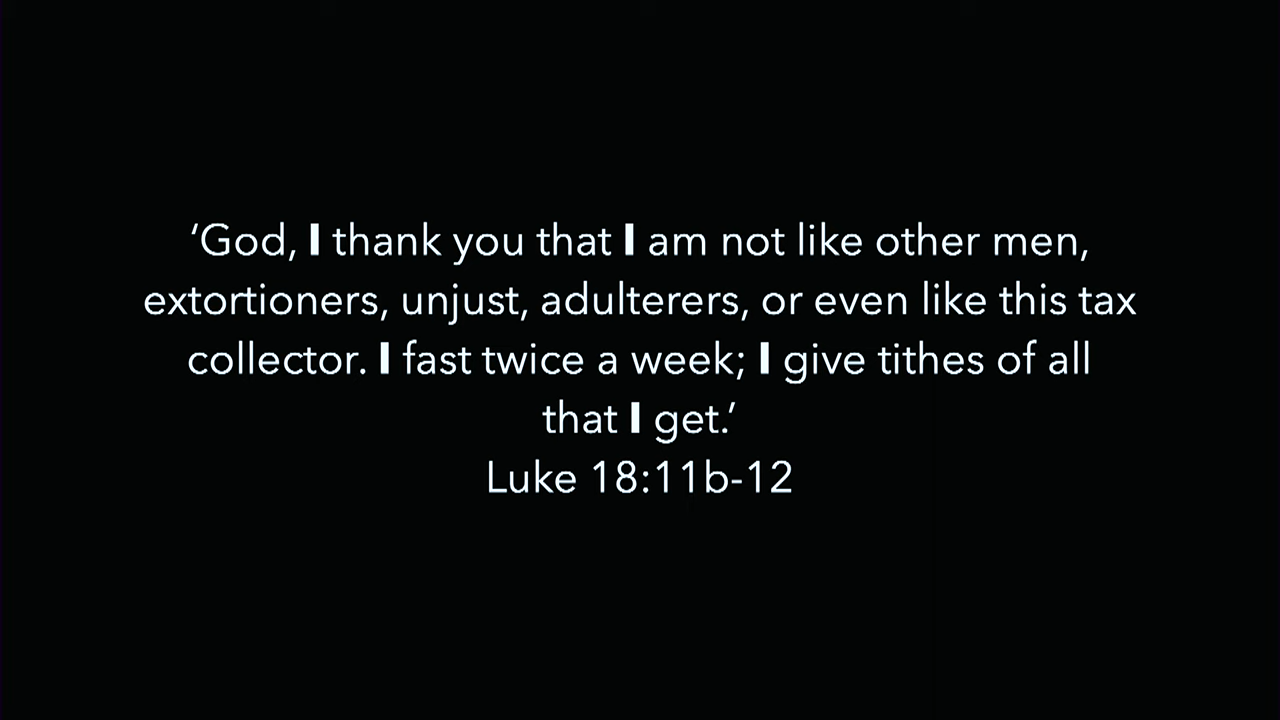 ‘God, I thank you that I am not like other men,
extortioners, unjust, adulterers, or even like this tax
collector. I fast twice a week; I give tithes of all
that I get.’
Luke 18:11b-12